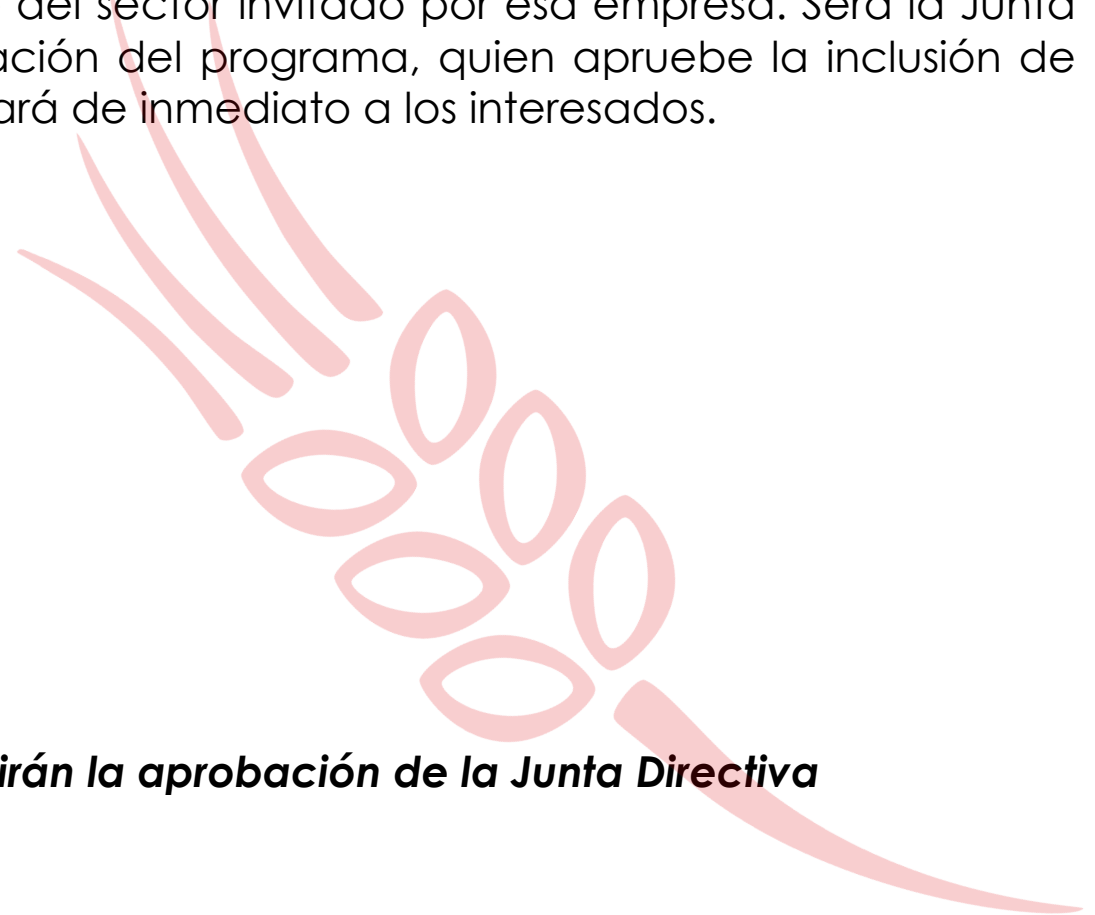 del sector invitado por esa empresa. Será la Junta
ación del programa, quien apruebe la inclusión de
ará de inmediato a los interesados.
irán la aprobación de la Junta Directiva